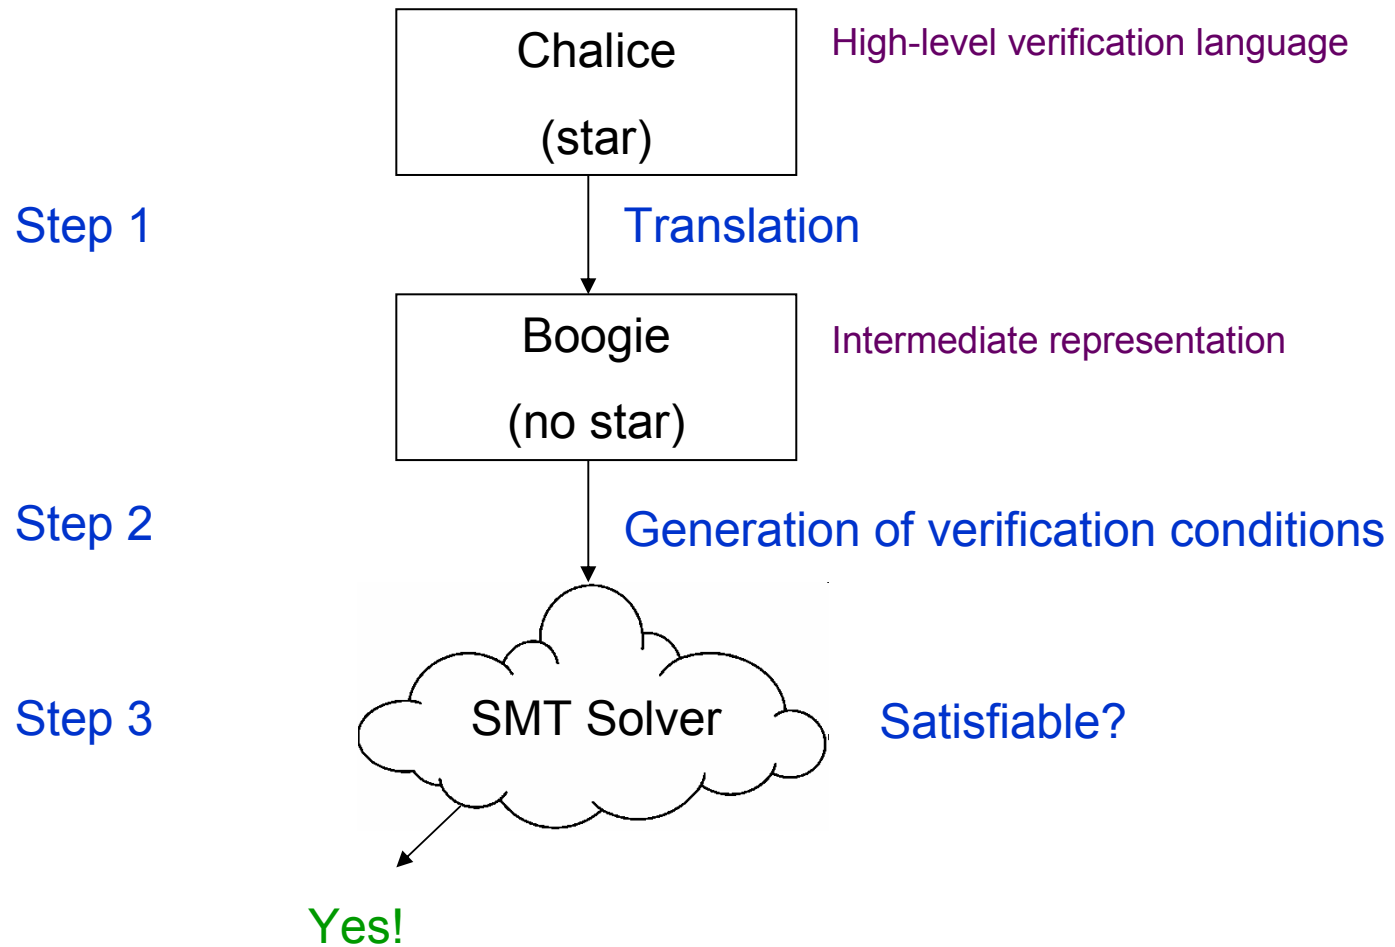 Chalice
(star)
High-level verification language
Step 1
Translation
Boogie
(no star)
Intermediate representation
Step 2
Generation of verification conditions
Step 3
SMT Solver
Satisfiable?
Yes!